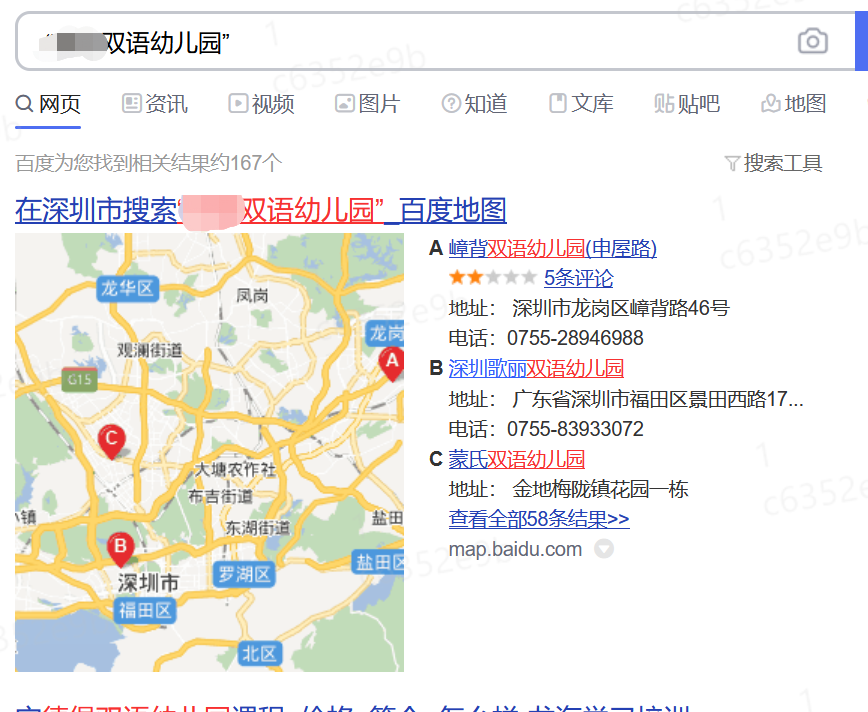 双语幼儿园”
网页 资讯 视频 图片 知道 文库 贴吧 地图
百度为您找到相关结果约167个 搜索工具
在深圳市搜索“双语幼儿园”_百度地图
龙华区
凤岗
龙岗
观澜街道
G15
A
C
大塘农作社
布吉街道
镇
东湖街道
盐田
B
盐田区
深圳市
罗湖区
福田区
北区
A 嶂背双语幼儿园(申屋路)
5条评论
地址： 深圳市龙岗区嶂背路46号
电话：0755-28946988
B 深圳歌丽双语幼儿园
地址： 广东省深圳市福田区景田西路17...
电话：0755-83933072
C 蒙氏双语幼儿园
地址： 金地梅陇镇花园一栋
查看全部58条结果>>
map.baidu.com
c6352e9b